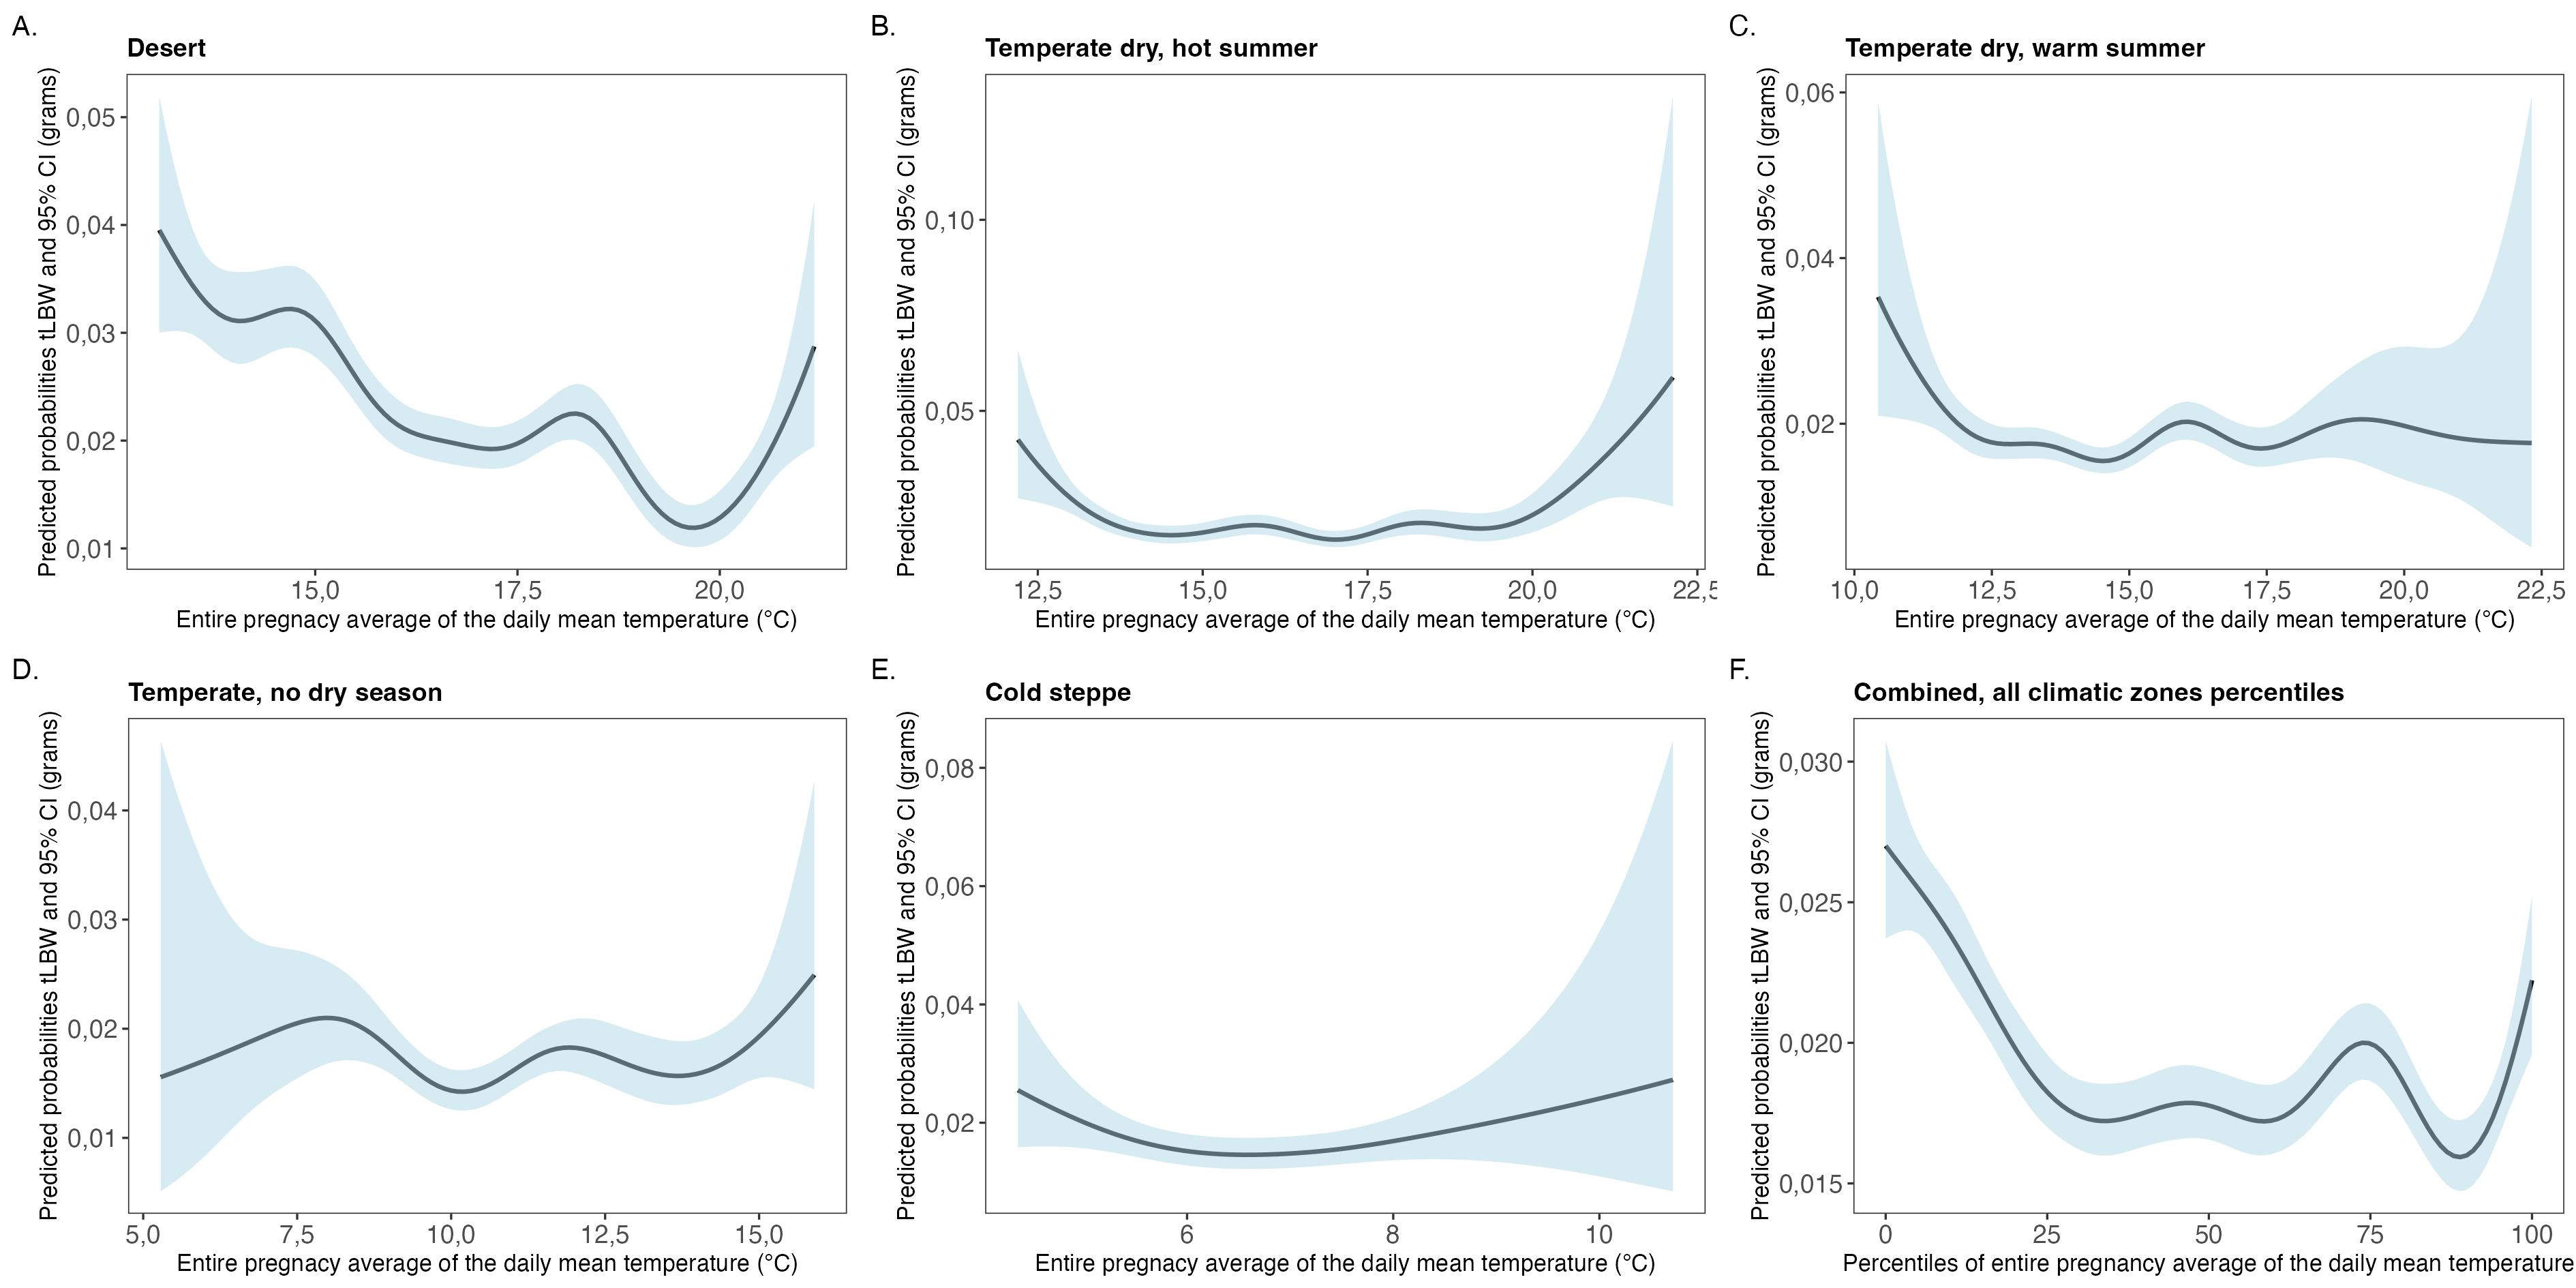 A.
Desert
Predicted probabilities tLBW and 95% CI (grams)
0,05
0,04
0,03
0,02
0,01
15,0 17,5 20,0
Entire pregnacy average of the daily mean temperature (°C)
B.
Temperate dry, hot summer
Predicted probabilities tLBW and 95% CI (grams)
0,10
0,05
12,5 15,0 17,5 20,0 22,5
Entire pregnacy average of the daily mean temperature (°C)
C.
Temperate dry, warm summer
Predicted probabilities tLBW and 95% CI (grams)
0,06
0,04
0,02
10,0 12,5 15,0 17,5 20,0 22,5
Entire pregnacy average of the daily mean temperature (°C)
D.
Temperate, no dry season
Predicted probabilities tLBW and 95% CI (grams)
0,04
0,03
0,02
0,01
5,0 7,5 10,0 12,5 15,0
Entire pregnacy average of the daily mean temperature (°C)
E.
Cold steppe
Predicted probabilities tLBW and 95% CI (grams)
0,08
0,06
0,04
0,02
6 8 10
Entire pregnacy average of the daily mean temperature (°C)
F.
Combined, all climatic zones percentiles
Predicted probabilities tLBW and 95% CI (grams)
0,030
0,025
0,020
0,015
0 25 50 75 100
Percentiles of entire pregnancy average of the daily mean temperature